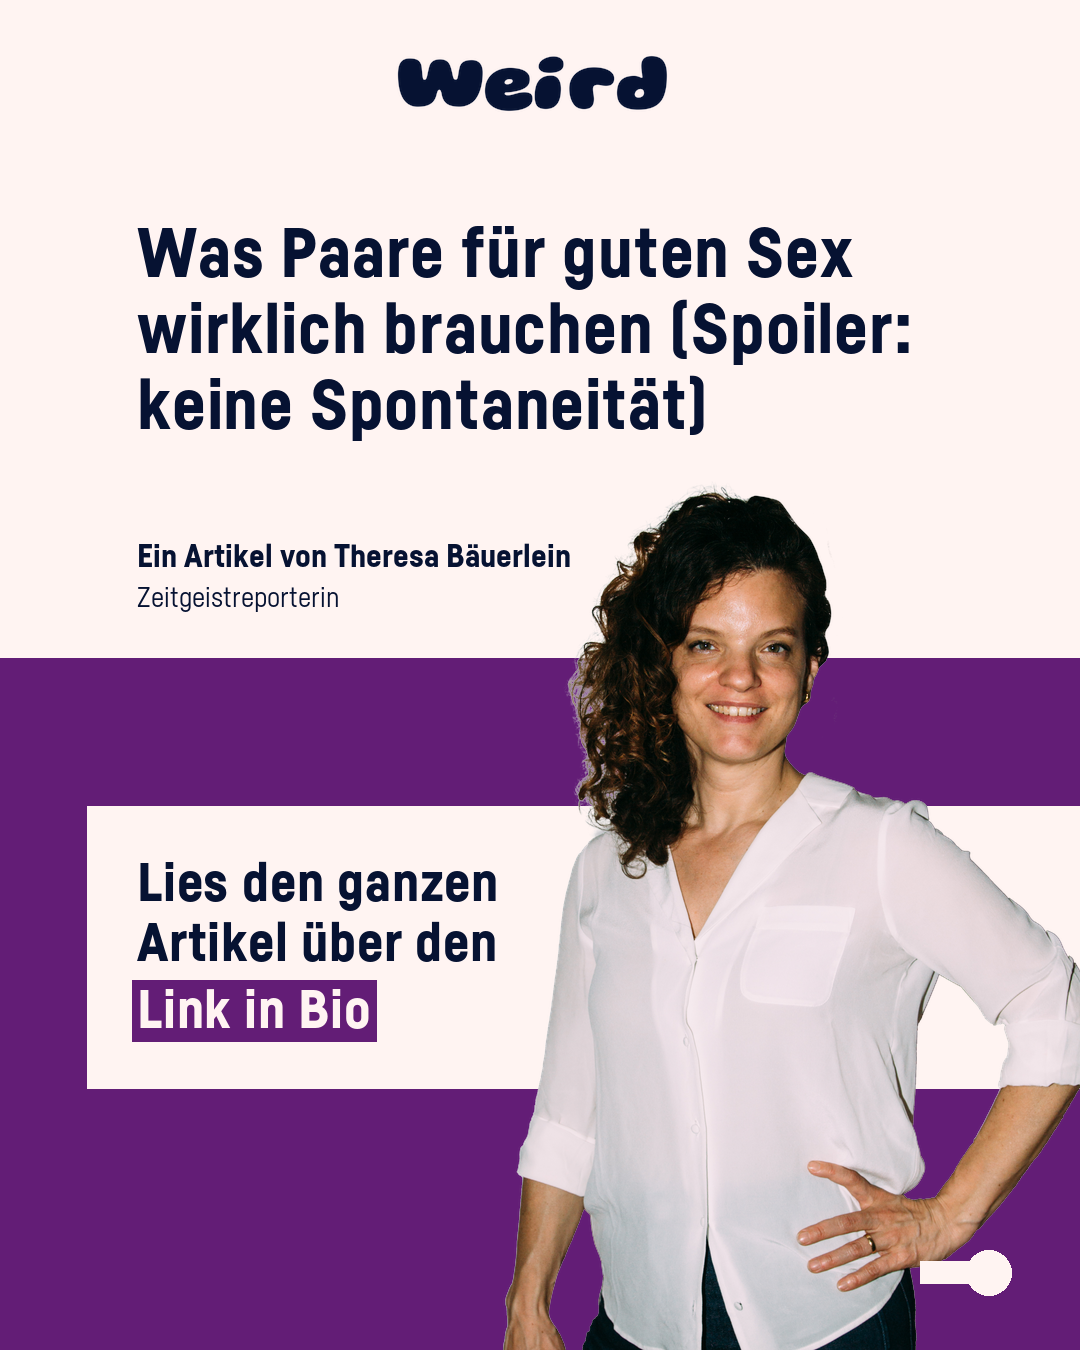 Weird
Was Paare für guten Sex
wirklich brauchen (Spoiler:
keine Spontaneität)
Ein Artikel von Theresa Bäuerlein
Zeitgeistreporterin
Lies den ganzen
Artikel über den
Link in Bio